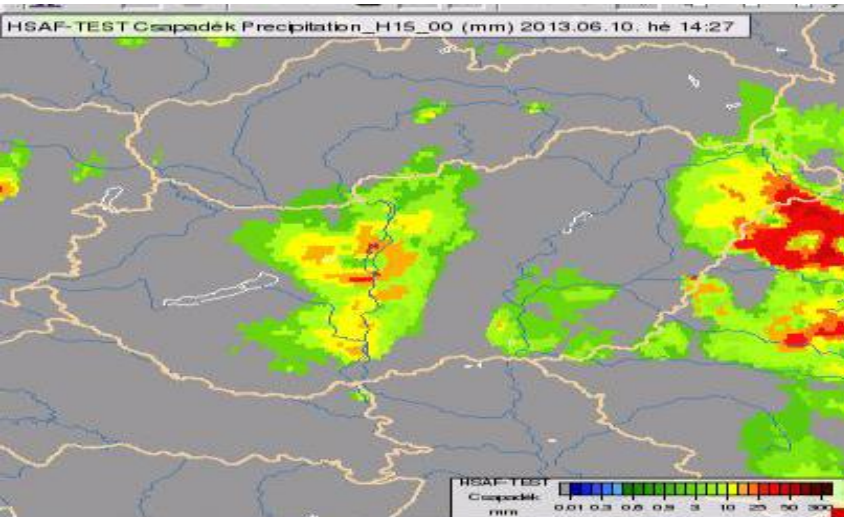 HSAF-TEST Csapadék Precipitation_H15_00 (mm) 2013.06.10. hé 14:27
HSAF-TEST
Csapadék
mm
0.01 0.3 0.6 0.9 3 10 25 50 300